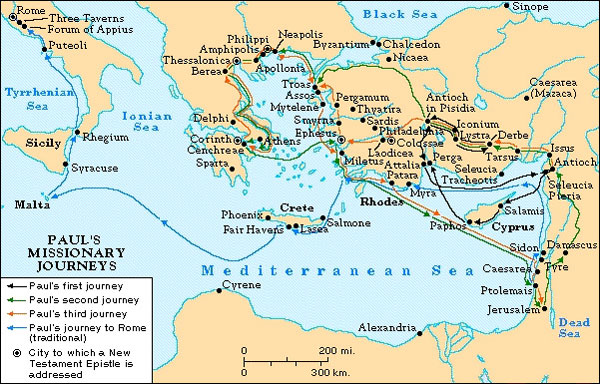 Rome
Three Taverns
Forum of Appius
Puteoli
Tyrrhenian
Sea
Ionian
Sea
Sicily
Rhegium
Syracuse
Malta
Black Sea
Sinope
Philippi
Neapolis
Amphipolis
Thessalonica
Berea
Apollonia
Byzantium
Chalcedon
Nicaea
Troas
Assos
Mytelene
Pergamum
Thyatira
Smyrna
Sardis
Ephesus
Philadelphia
Antioch
in Pisidia
Iconium
Lystra
Derbe
Caesarea
(Mazaca)
Delphi
Corinth
Cenchreae
Athens
Sparta
Miletus
Laodicea
Colossae
Attalia
Perga
Tarsus
Issus
Antioch
Seleucia
Tracheotis
Seleucia
Pieria
Patara
Myra
Rhodes
Crete
Phoenix
Fair Havens
Lasea
Salmone
Paphos
Salamis
Cyprus
Sidon
Damascus
Caesarea
Tyre
Ptolemais
Jerusalem
Dead
Sea
Mediterranean Sea
Cyrene
Alexandria
PAUL'S
MISSIONARY
JOURNEYS
Paul's first journey
Paul's second journey
Paul's third journey
Paul's journey to Rome
(traditional)
City to which a New
Testament Epistle is
addressed
0 200 mi.
0 300 km.